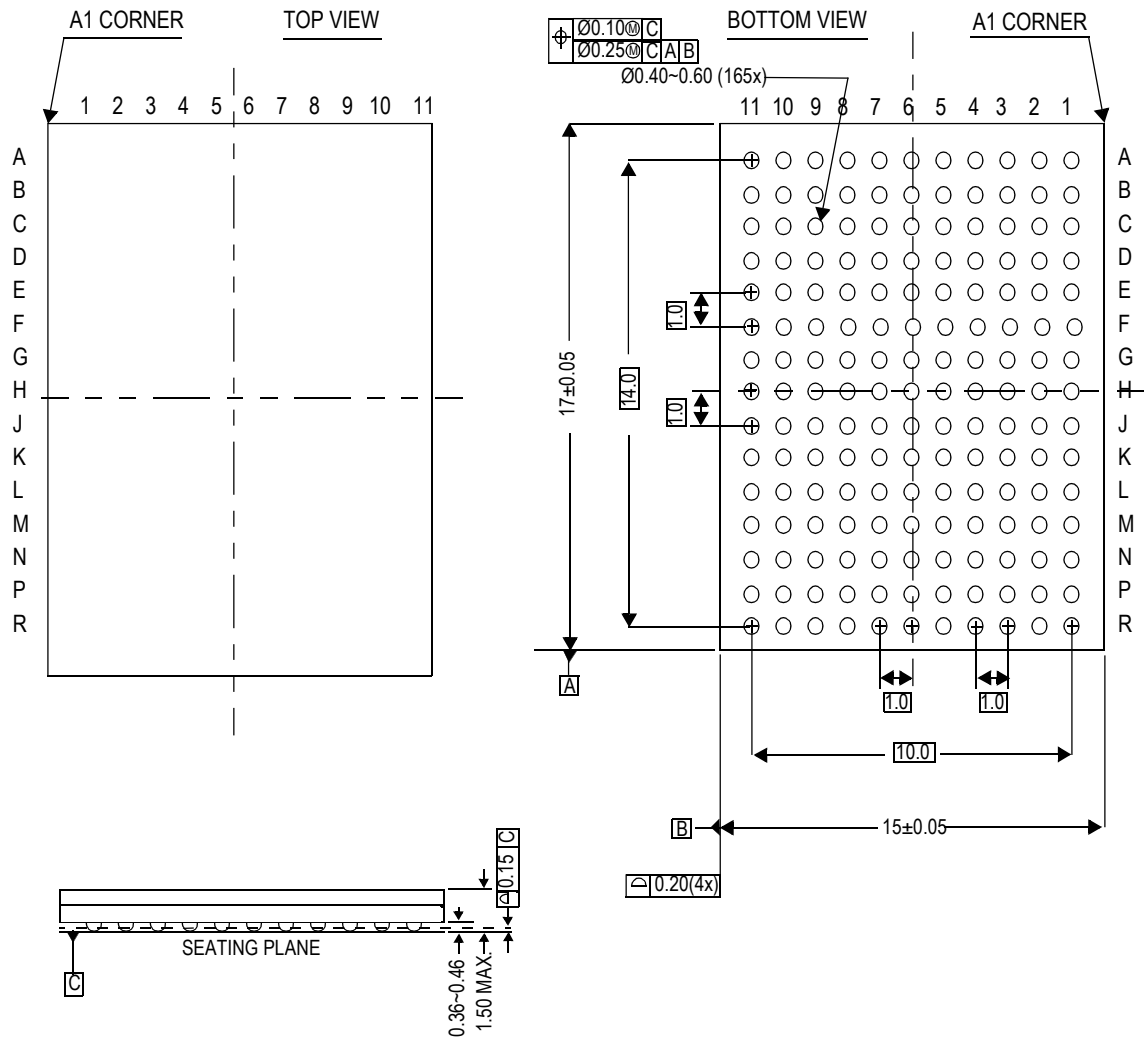 A1 CORNER
TOP VIEW
1 2 3 4 5 6 7 8 9 10 11
A
B
C
D
E
F
G
H
J
K
L
M
N
P
R
Ø0.10Ⓜ C
Ø0.25Ⓜ C A B
Ø0.40~0.60 (165x)
BOTTOM VIEW
A1 CORNER
11 10 9 8 7 6 5 4 3 2 1
A
B
C
D
E
F
G
H
J
K
L
M
N
P
R
17±0.05
14.0
1.0
1.0
A
1.0
1.0
10.0
B
15±0.05
0.20(4x)
0.15 C
SEATING PLANE
C
0.36~0.46
1.50 MAX.